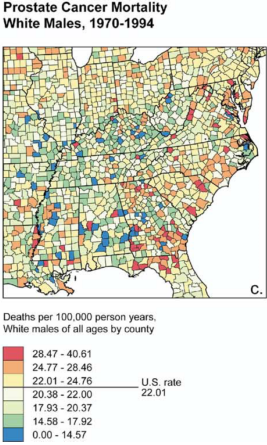 Prostate Cancer Mortality
White Males, 1970-1994
C.
Deaths per 100,000 person years,
White males of all ages by county
28.47 - 40.61
24.77 - 28.46
22.01 - 24.76
U.S. rate
22.01
20.38 - 22.00
17.93 - 20.37
14.58 - 17.92
0.00 - 14.57